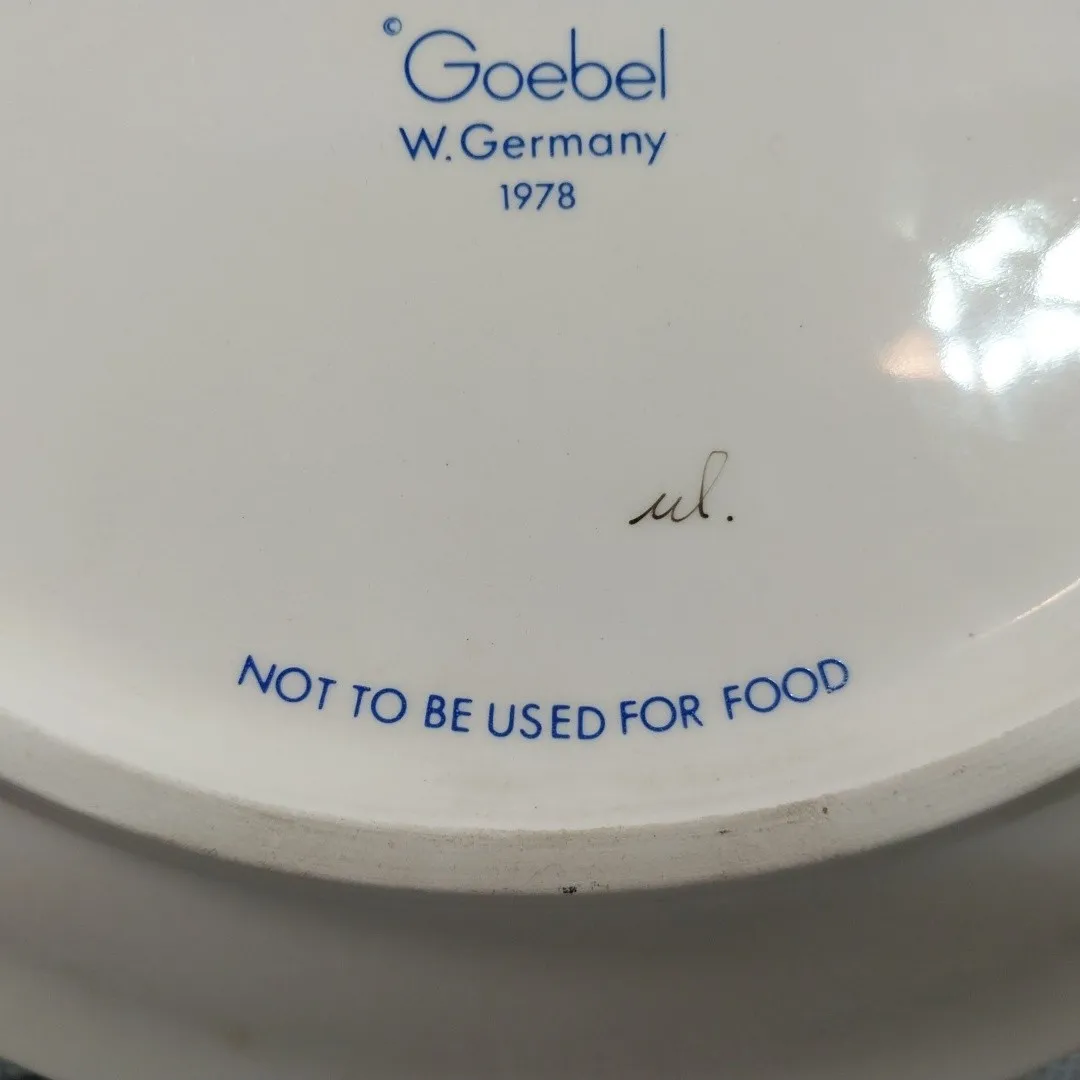 © Goebel
W. Germany
1978
ul.
NOT TO BE USED FOR FOOD